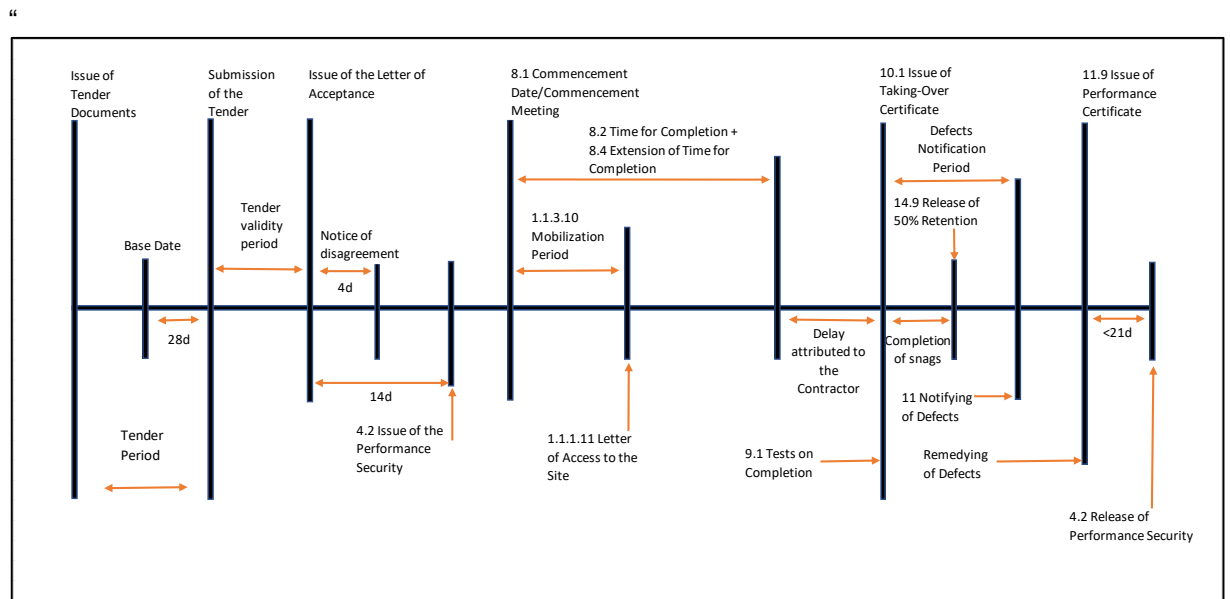 “
Issue of
Tender
Documents
Submission
of the
Tender
Issue of the Letter of
Acceptance
8.1 Commencement
Date/Commencement
Meeting
10.1 Issue of
Taking-Over
Certificate
11.9 Issue of
Performance
Certificate
8.2 Time for Completion +
8.4 Extension of Time for
Completion
Defects
Notification
Period
14.9 Release of
50% Retention
Tender
validity
period
Base Date
Notice of
disagreement
4d
1.1.3.10
Mobilization
Period
28d
14d
Delay
attributed to
the
Contractor
Completion
of snags
<21d
4.2 Issue of the
Performance
Security
1.1.1.11 Letter
of Access to the
Site
11 Notifying
of Defects
Tender
Period
9.1 Tests on
Completion
Remedying
of Defects
4.2 Release of
Performance Security